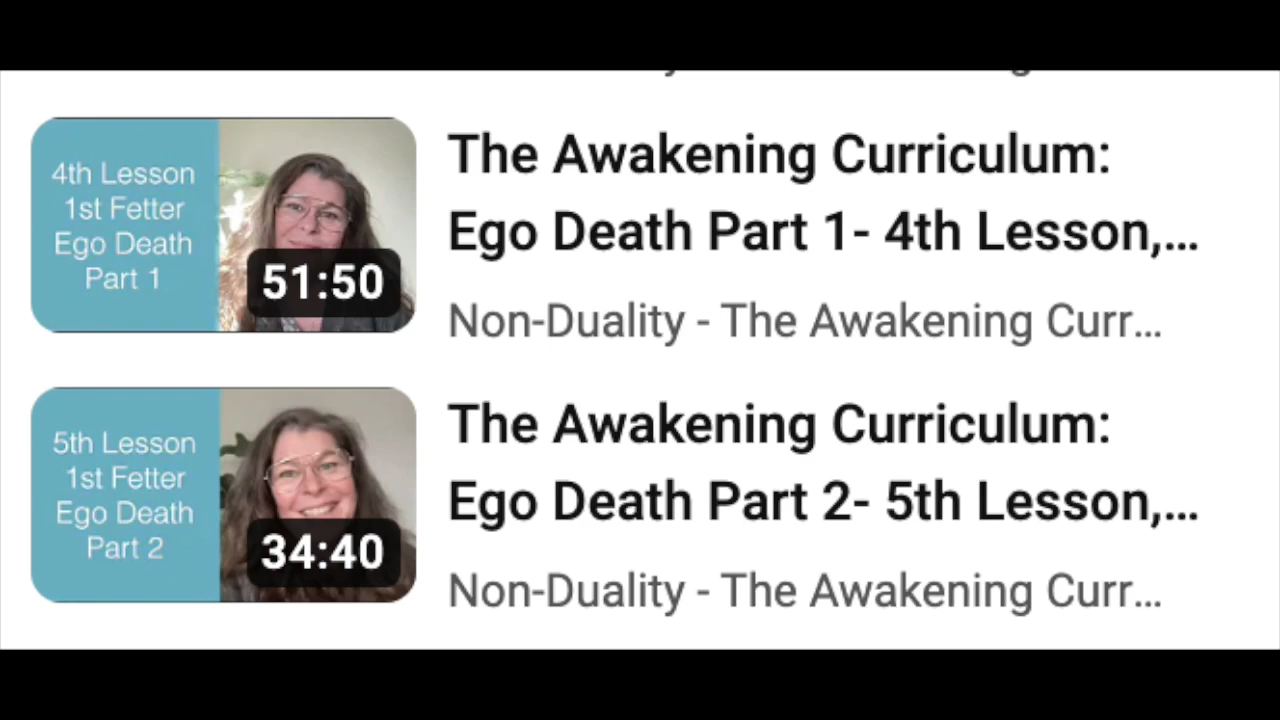 4th Lesson
1st Fetter
Ego Death
Part 1
51:50
The Awakening Curriculum:
Ego Death Part 1- 4th Lesson,...
Non-Duality - The Awakening Curr...
5th Lesson
1st Fetter
Ego Death
Part 2
34:40
The Awakening Curriculum:
Ego Death Part 2- 5th Lesson,...
Non-Duality - The Awakening Curr...